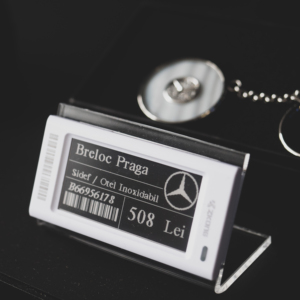 Breloc Praga
Sidef / Otel Inoxidabil
B66956178
508 Lei